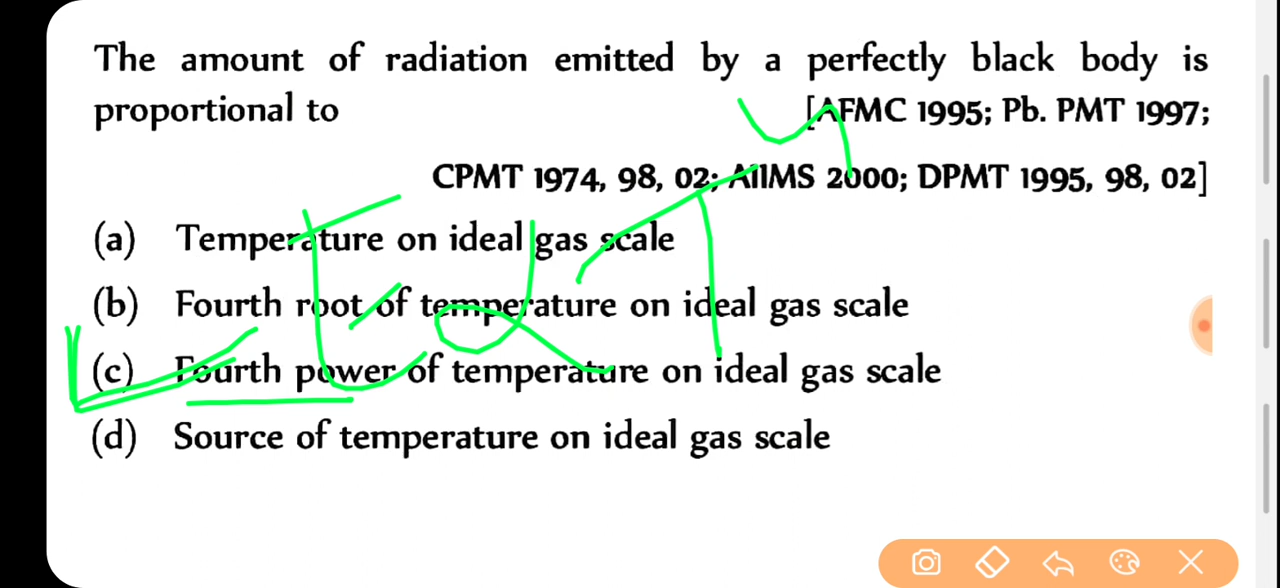 The amount of radiation emitted by a perfectly black body is
proportional to [AFMC 1995; Pb. PMT 1997;
CPMT 1974, 98, 02; AIIMS 2000; DPMT 1995, 98, 02]
(a) Temperature on ideal gas scale
(b) Fourth root of temperature on ideal gas scale
(c) Fourth power of temperature on ideal gas scale
(d) Source of temperature on ideal gas scale
E α T 4